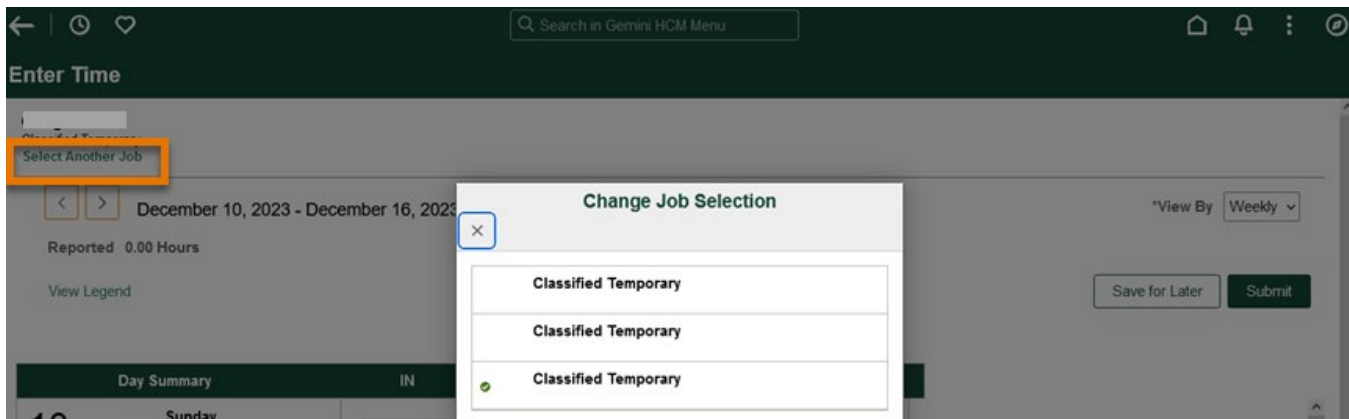 Search in Gemini HCM Menu
Enter Time
Classified Temporary
Select Another Job
December 10, 2023 - December 16, 2023
*View By Weekly
Reported 0.00 Hours
View Legend
Save for Later Submit
Change Job Selection
Classified Temporary
Classified Temporary
Classified Temporary
Day Summary IN
Sunday